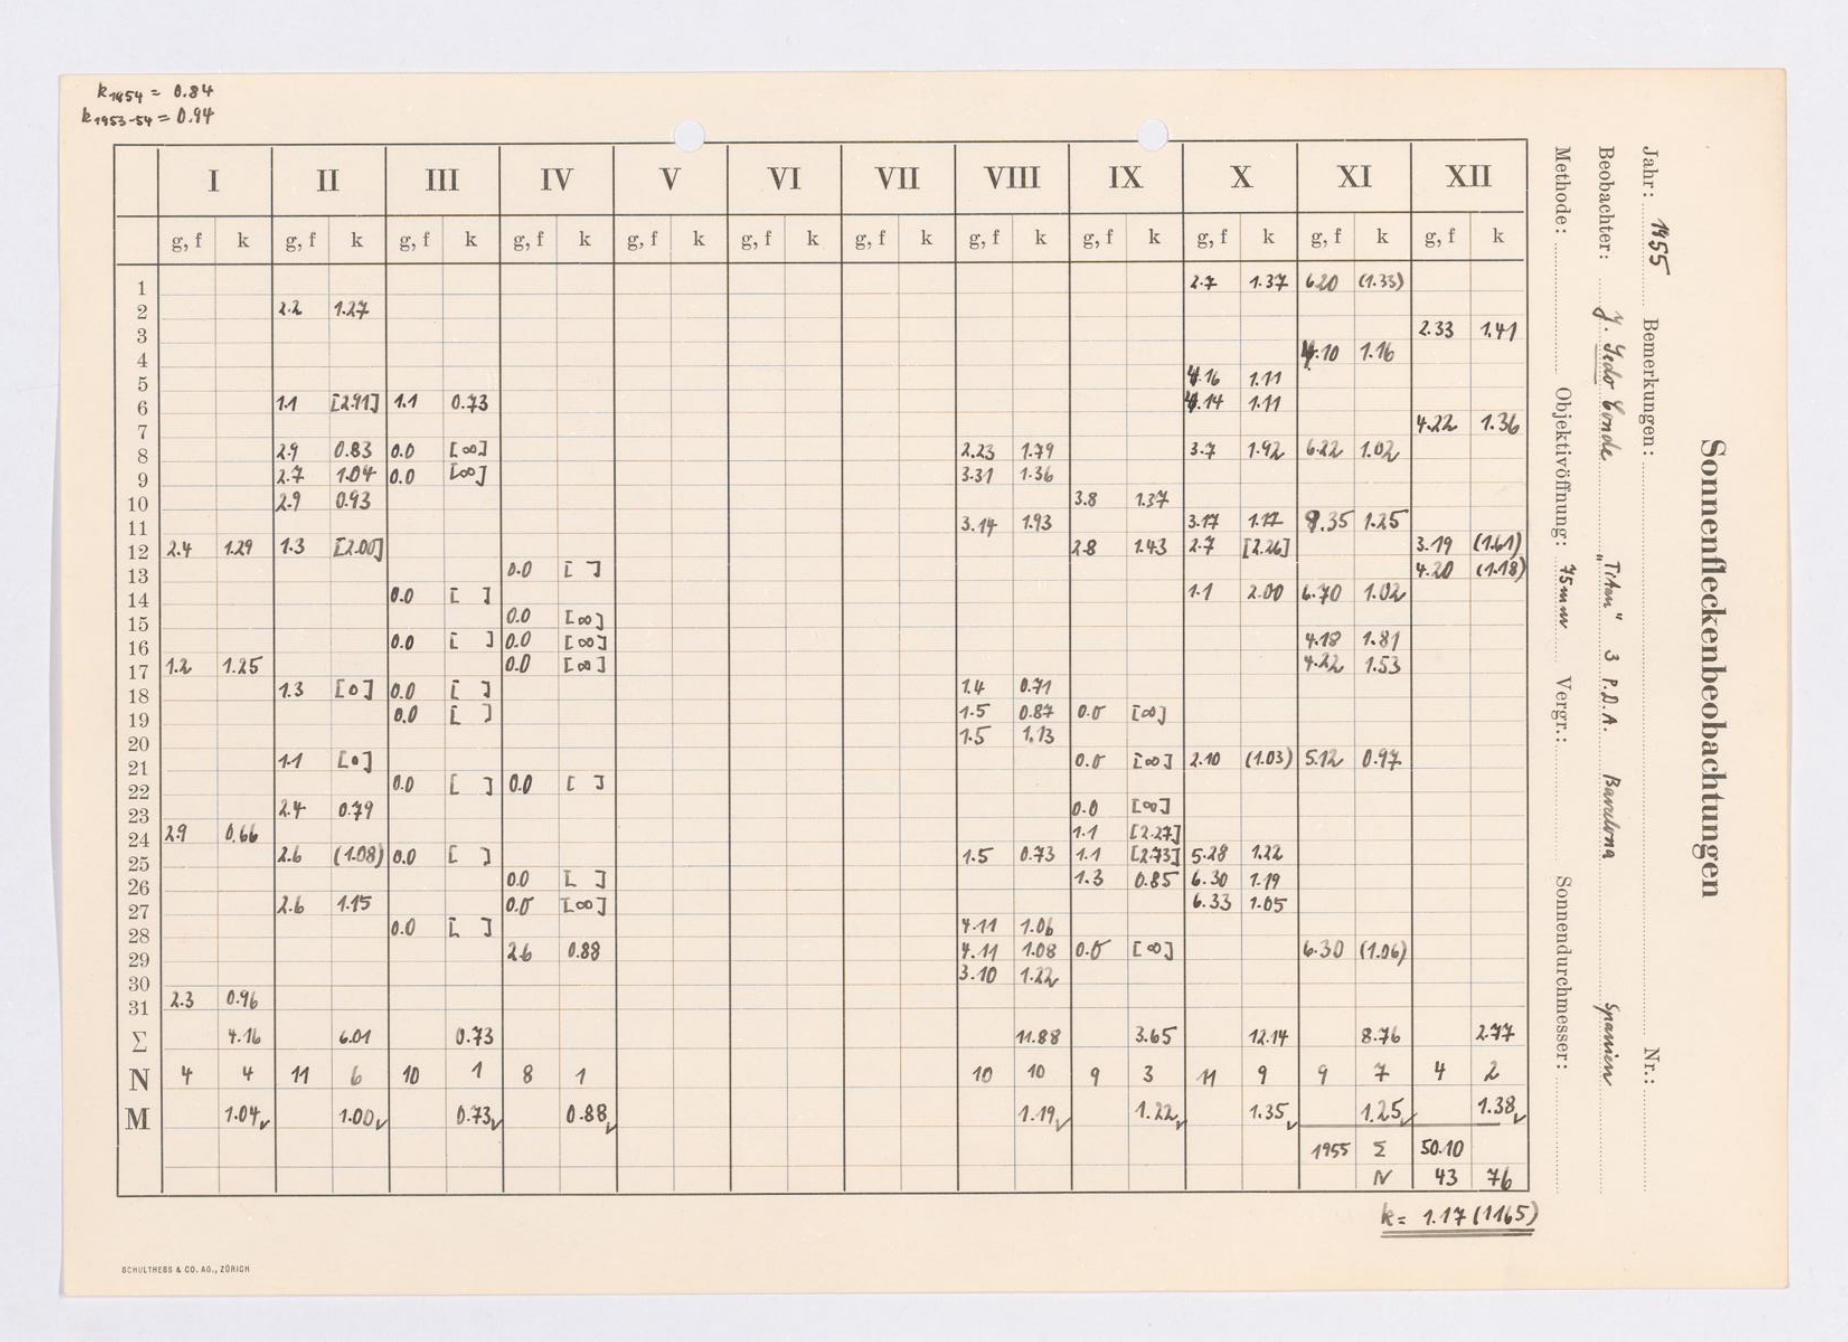 k1954 = 0.84
k1953-54 = 0.94
I II III IV V VI VII VIII IX X XI XII
g, f k g, f k g, f k g, f k g, f k g, f k g, f k g, f k g, f k g, f k g, f k g, f k
1 2.7 1.37 6.20 (1.33)
2 2.2 1.27
3 2.33 1.41
4 4.10 1.16
5 4.16 1.11
6 1.1 [2.91] 1.1 0.73 4.14 1.11
7 4.22 1.36
8 2.9 0.83 0.0 [∞] 2.23 1.79 3.7 1.92 6.22 1.02
9 2.7 1.04 0.0 [∞] 3.31 1.36
10 2.9 0.93 3.8 1.37
11 3.14 1.93 3.17 1.17 9.35 1.25
12 2.4 1.29 1.3 [2.00] 2.8 1.43 2.7 [2.26] 3.19 (1.61)
13 0.0 [ ] 4.20 (1.18)
14 0.0 [ ] 1.1 2.00 6.70 1.02
15 0.0 [∞]
16 0.0 [ ] 0.0 [∞] 4.18 1.81
17 1.2 1.25 0.0 [∞] 4.22 1.53
18 1.3 [0] 0.0 [ ] 1.4 0.71
19 0.0 [ ] 1.5 0.87 0.0 [∞]
20 1.5 1.13
21 1.1 [0] 0.0 [∞] 2.10 (1.03) 5.12 0.97
22 0.0 [ ] 0.0 [ ]
23 2.4 0.79 0.0 [∞]
24 2.9 0.66 1.1 [2.27]
25 2.6 (1.08) 0.0 [ ] 1.5 0.73 1.1 [2.73] 5.28 1.22
26 0.0 [ ] 1.3 0.85 6.30 1.19
27 2.6 1.15 0.0 [∞] 6.33 1.05
28 0.0 [ ] 4.11 1.06
29 2.6 0.88 4.11 1.08 0.0 [∞] 6.30 (1.06)
30 3.10 1.22
31 2.3 0.96
Σ 4.16 6.01 0.73 11.88 3.65 12.14 8.76 2.77
N 4 4 11 6 10 1 8 1 10 10 9 3 11 9 9 7 4 2
M 1.04 1.00 0.73 0.88 1.19 1.22 1.35 1.25 1.38
1955 Σ 50.10
N 43 76
k = 1.17 (1165)
SCHULTHESS & CO. AG., ZÜRICH
Sonnenfleckenbeobachtungen
Jahr: 1955 Bemerkungen: Nr.:
Beobachter: Conde „Titan" 3 P.D.A. Barcelona Spanien
Methode: Objektivöffnung: 75mm Vergr.: Sonnendurchmesser: